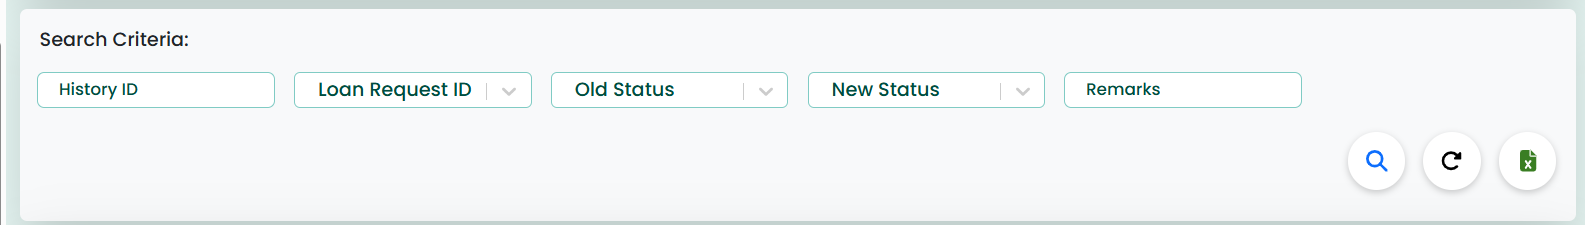 Search Criteria:
History ID Loan Request ID Old Status New Status Remarks